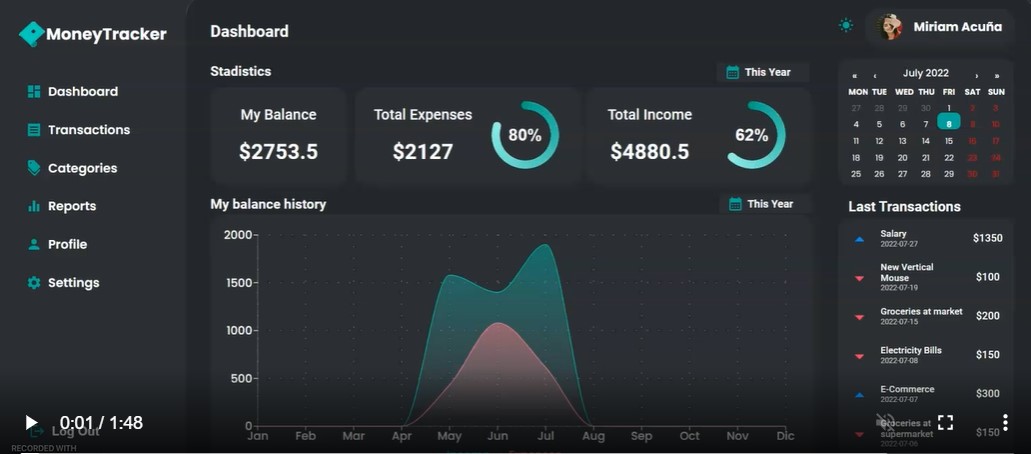 MoneyTracker
Dashboard
Miriam Acuña
Dashboard
Transactions
Categories
Reports
Profile
Settings
Log Out
Stadistics
This Year
My Balance
$2753.5
Total Expenses
$2127
80%
Total Income
$4880.5
62%
My balance history
This Year
2000
1500
1000
500
0
Jan Feb Mar Apr May Jun Jul Aug Sep Oct Nov Dic
« ‹ July 2022 › »
MON TUE WED THU FRI SAT SUN
27 28 29 30 1 2 3
4 5 6 7 8 9 10
11 12 13 14 15 16 17
18 19 20 21 22 23 24
25 26 27 28 29 30 31
Last Transactions
Salary
2022-07-27
$1350
New Vertical
Mouse
2022-07-19
$100
Groceries at market
2022-07-15
$200
Electricity Bills
2022-07-08
$150
E-Commerce
2022-07-07
$300
Groceries at
supermarket
2022-07-06
$150
0:01 / 1:48
RECORDED WITH